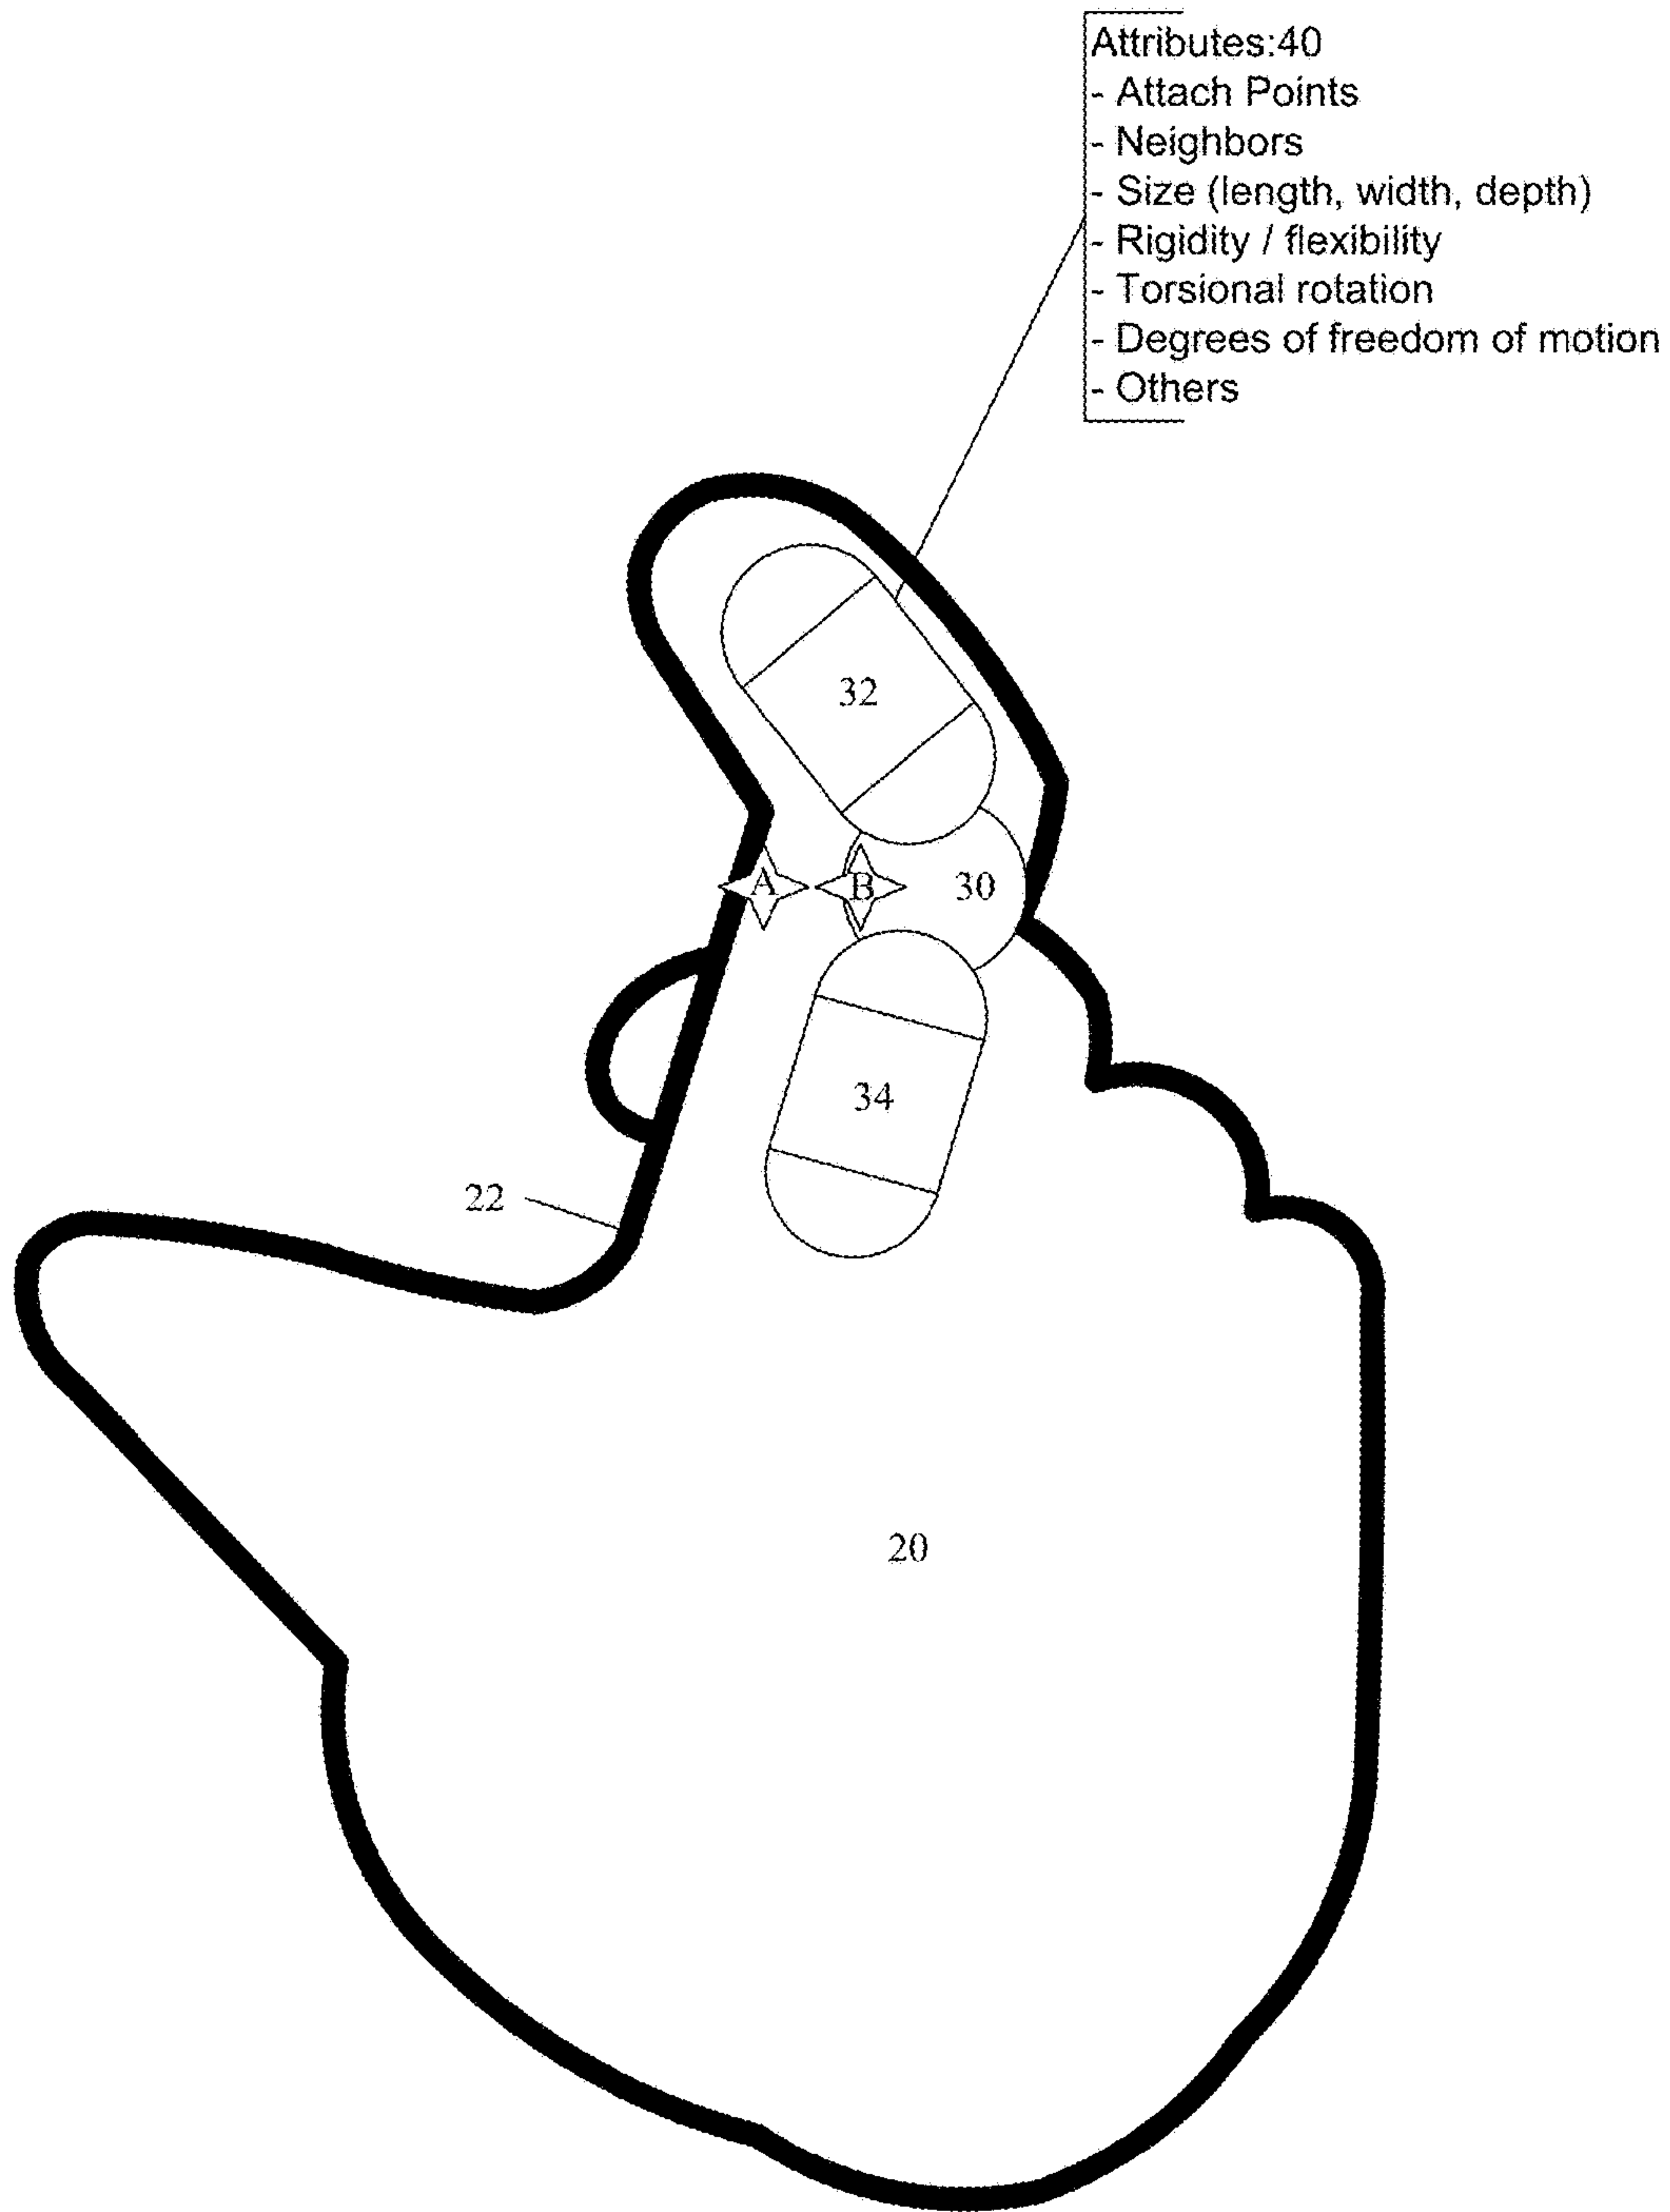 Attributes:40
- Attach Points
- Neighbors
- Size (length, width, depth)
- Rigidity / flexibility
- Torsional rotation
- Degrees of freedom of motion
- Others
32
A
B
30
34
22
20